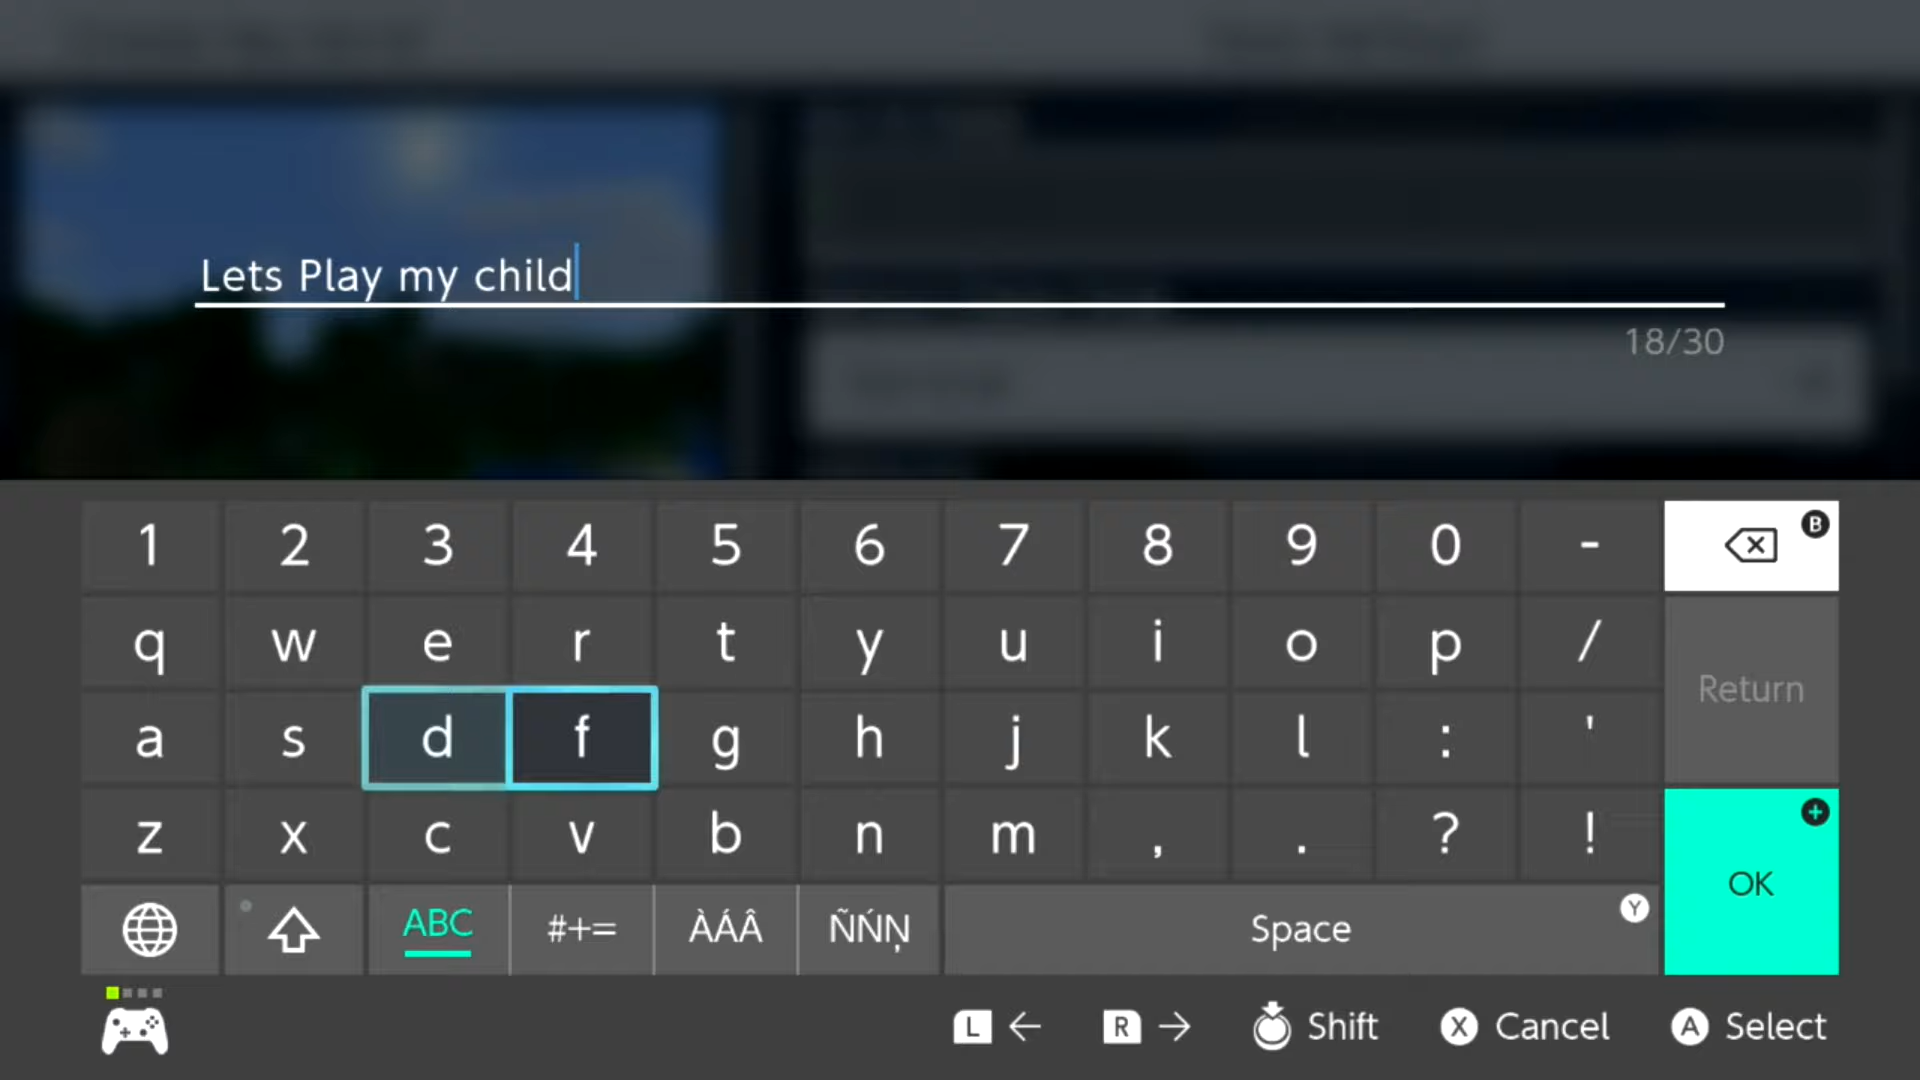 Lets Play my child
18/30
1 2 3 4 5 6 7 8 9 0 - B
q w e r t y u i o p / Return
a s d f g h j k l : '
z x c v b n m , . ? ! + OK
ABC #+= ÀÁÂ ÑŃŅ Space Y
L ← R → Shift X Cancel A Select